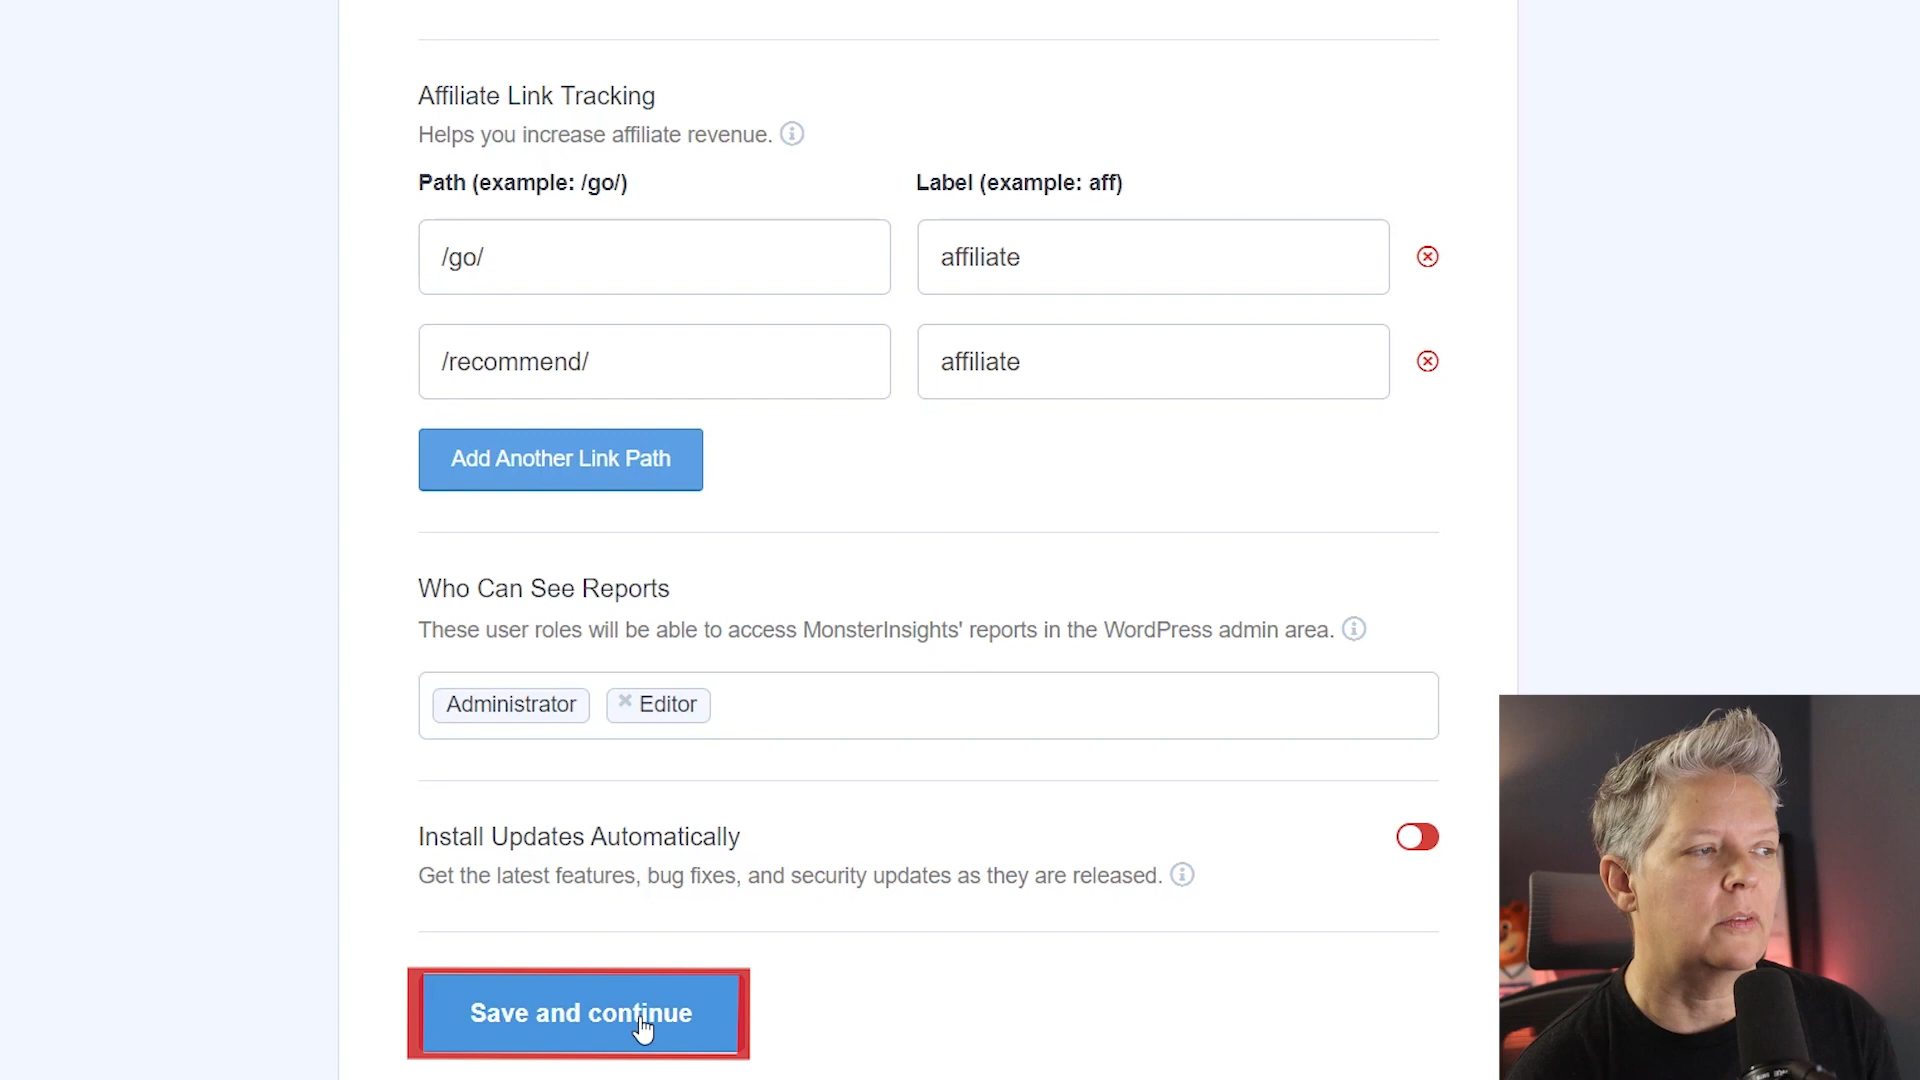 Affiliate Link Tracking
Helps you increase affiliate revenue.
Path (example: /go/)
Label (example: aff)
/go/
affiliate
/recommend/
affiliate
Add Another Link Path
Who Can See Reports
These user roles will be able to access MonsterInsights' reports in the WordPress admin area.
Administrator
Editor
Install Updates Automatically
Get the latest features, bug fixes, and security updates as they are released.
Save and continue